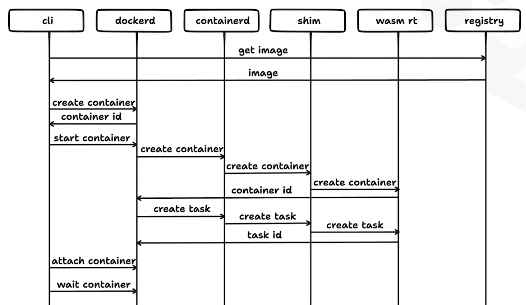 cli dockerd containerd shim wasm rt registry
get image
image
create container
container id
start container
create container
create container
create container
container id
create task
create task
create task
task id
attach container
wait container